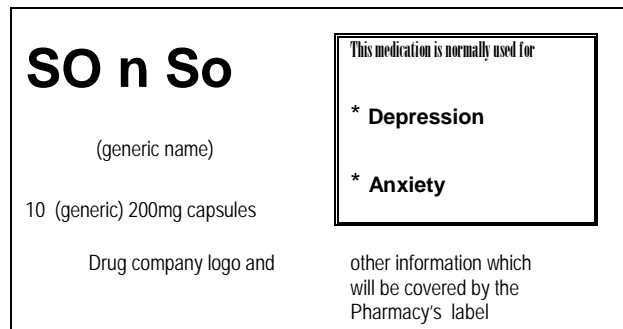 SO n So
(generic name)
10 (generic) 200mg capsules
Drug company logo and
This medication is normally used for
* Depression
* Anxiety
other information which
will be covered by the
Pharmacy's label